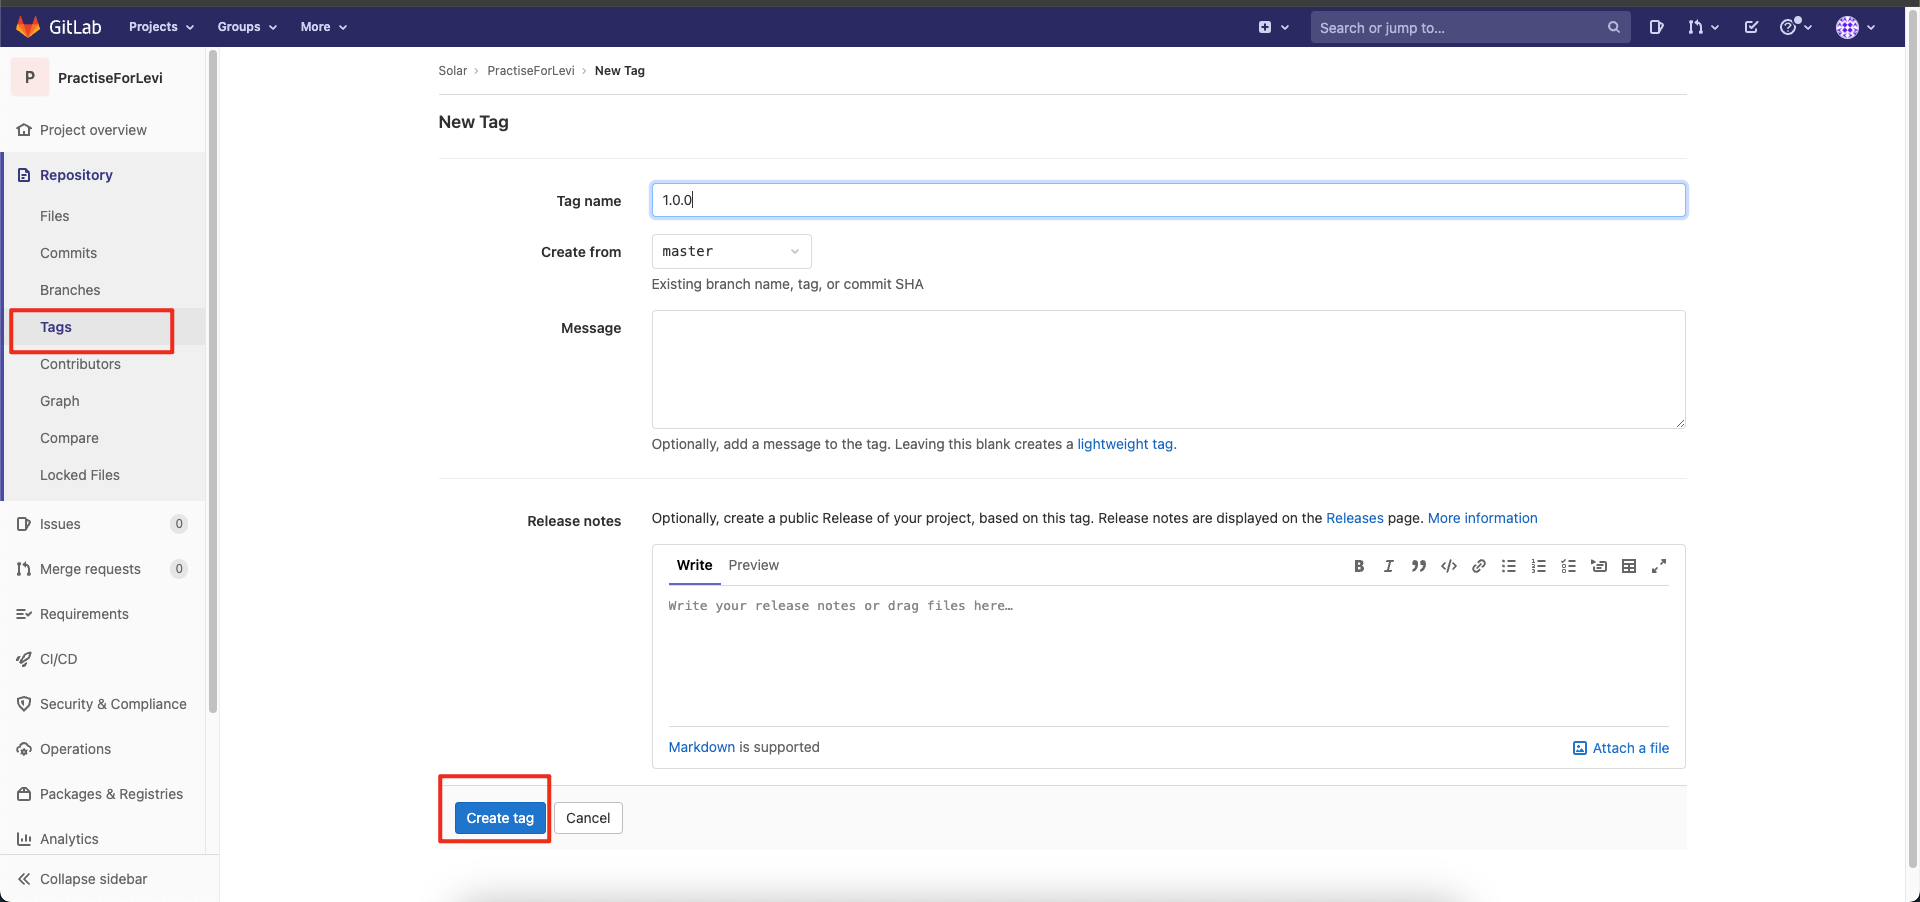 GitLab Projects Groups More Search or jump to...
P PractiseForLevi
Project overview
Repository
Files
Commits
Branches
Tags
Contributors
Graph
Compare
Locked Files
Issues 0
Merge requests 0
Requirements
CI/CD
Security & Compliance
Operations
Packages & Registries
Analytics
Collapse sidebar
Solar › PractiseForLevi › New Tag
New Tag
Tag name 1.0.0
Create from master
Existing branch name, tag, or commit SHA
Message
Optionally, add a message to the tag. Leaving this blank creates a lightweight tag.
Release notes Optionally, create a public Release of your project, based on this tag. Release notes are displayed on the Releases page. More information
Write Preview
Write your release notes or drag files here…
Markdown is supported Attach a file
Create tag Cancel